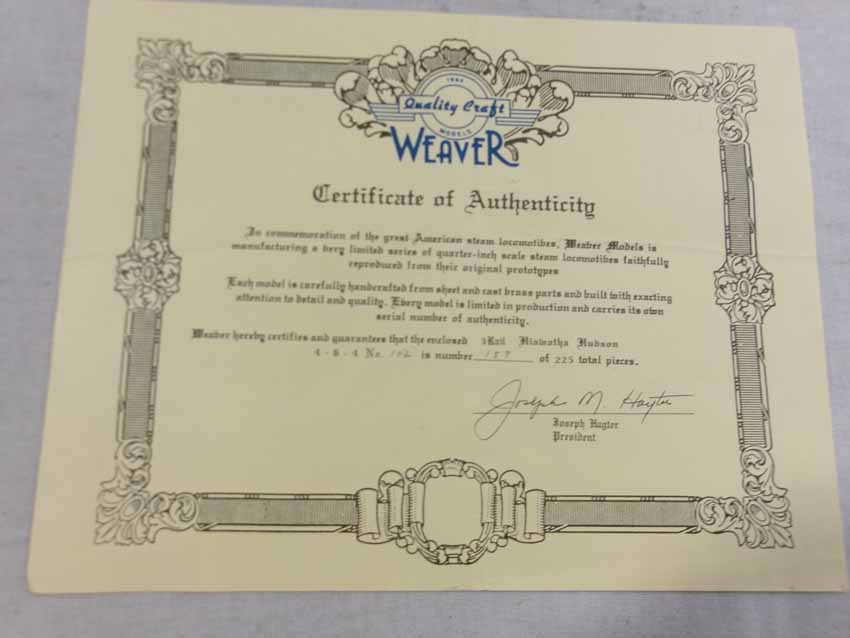 1965
Quality Craft
MODELS
WEAVER
Certificate of Authenticity
In commemoration of the great American steam locomotives, Weaver Models is
manufacturing a very limited series of quarter-inch scale steam locomotives faithfully
reproduced from their original prototypes
Each model is carefully handcrafted from sheet and cast brass parts and built with exacting
attention to detail and quality. Every model is limited in production and carries its own
serial number of authenticity.
Weaver hereby certifies and guarantees that the enclosed 3Rail Hiawatha Hudson
4-6-4 No. 102 is number 157 of 225 total pieces.
Joseph M. Hayter
Joseph Hayter
President